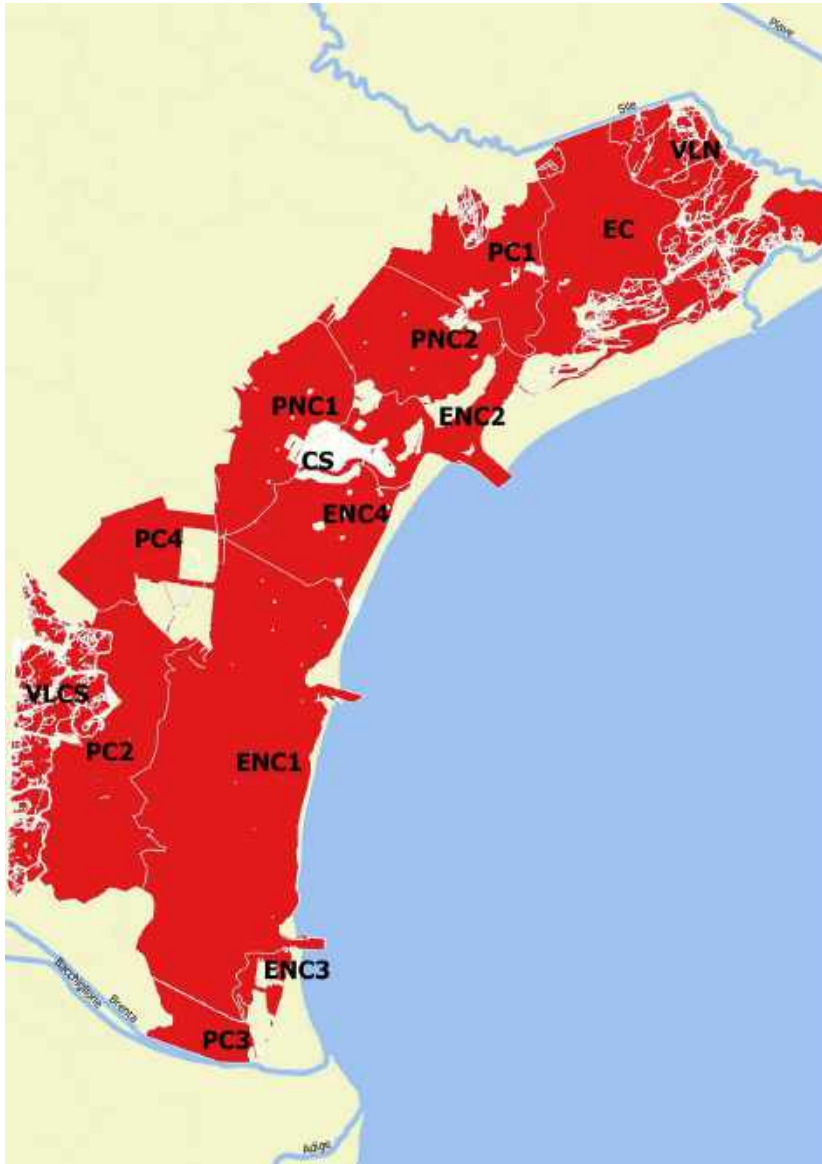 Piave
Sile
VLN
EC
PC1
PNC2
PNC1
ENC2
CS
ENC4
PC4
VLCS
PC2
ENC1
ENC3
Bacchiglione
Brenta
PC3
Adige